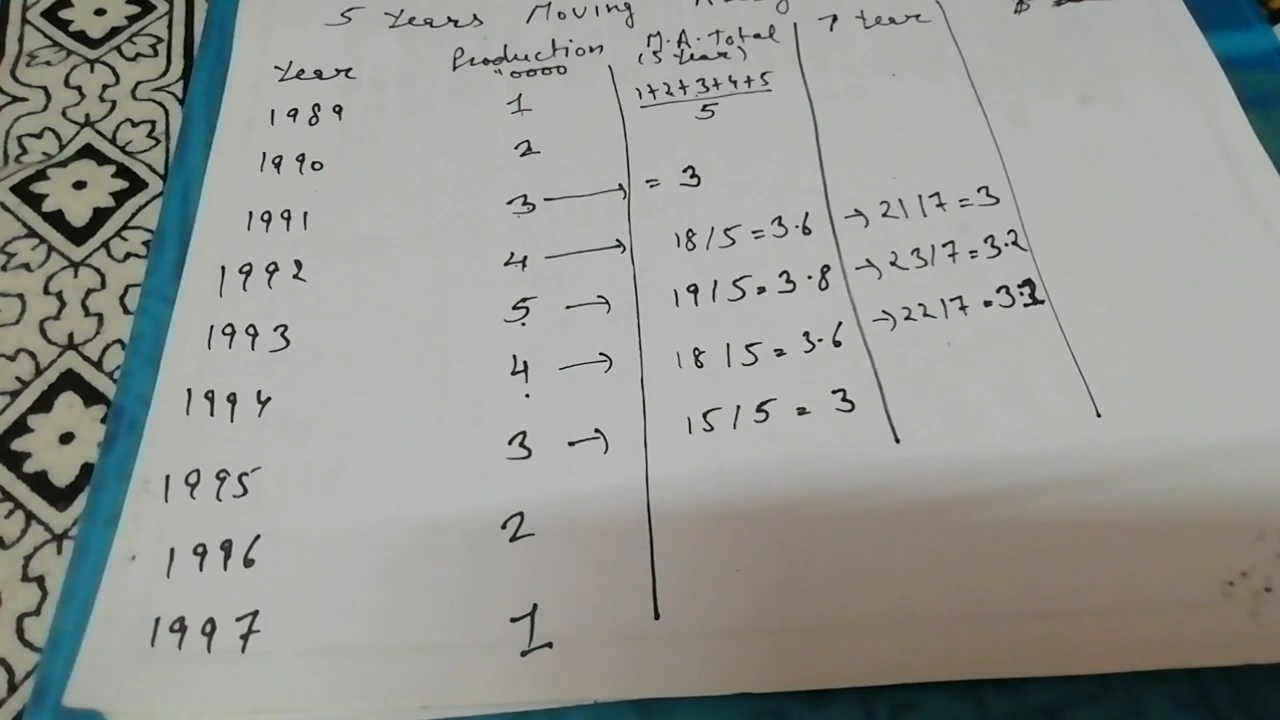 5 Years Moving
Year Production M.A. Total 7 Year
"0000 (5 Year)
1989 1 1+2+3+4+5
5
1990 2
1991 3 → = 3
1992 4 → 18/5=3.6 → 21/7=3
1993 5 → 19/5=3.8 → 23/7=3.2
1994 4 → 18/5=3.6 → 22/7=3.1
1995 3 → 15/5=3
1996 2
1997 1